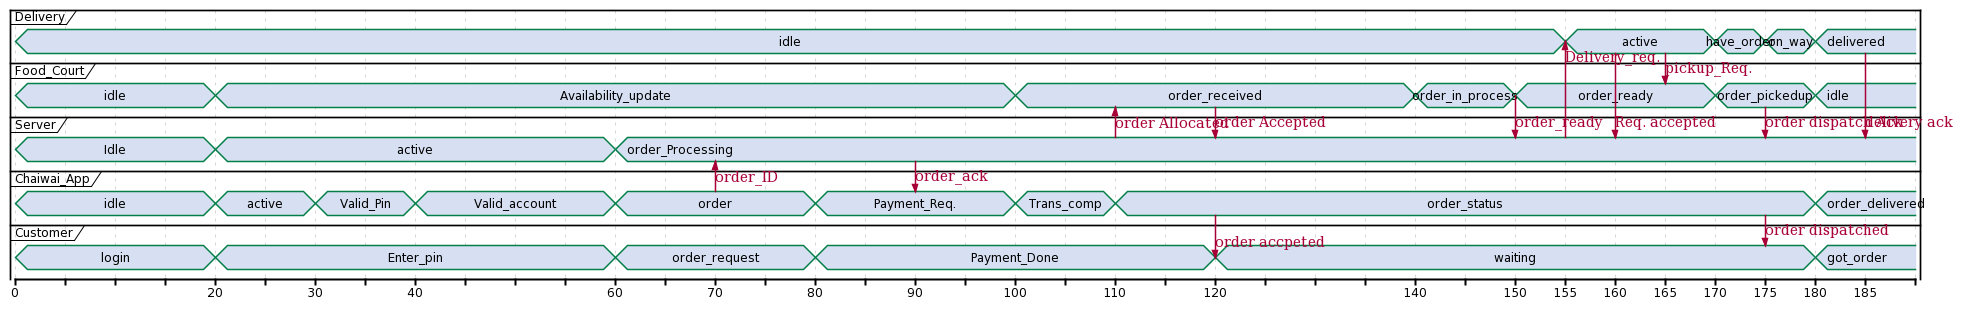 Delivery
idle active have_order on_way delivered
Delivery_req.
Food_Court
pickup_Req.
idle Availability_update order_received order_in_process order_ready order_pickedup idle
Server
order Allocated order Accepted order_ready Req. accepted order dispatch Ack delivery ack
Idle active order_Processing
Chaiwai_App
order_ID order_ack
idle active Valid_Pin Valid_account order Payment_Req. Trans_comp order_status order_delivered
Customer
order accpeted order dispatched
login Enter_pin order_request Payment_Done waiting got_order
0 20 30 40 60 70 80 90 100 110 120 140 150 155 160 165 170 175 180 185